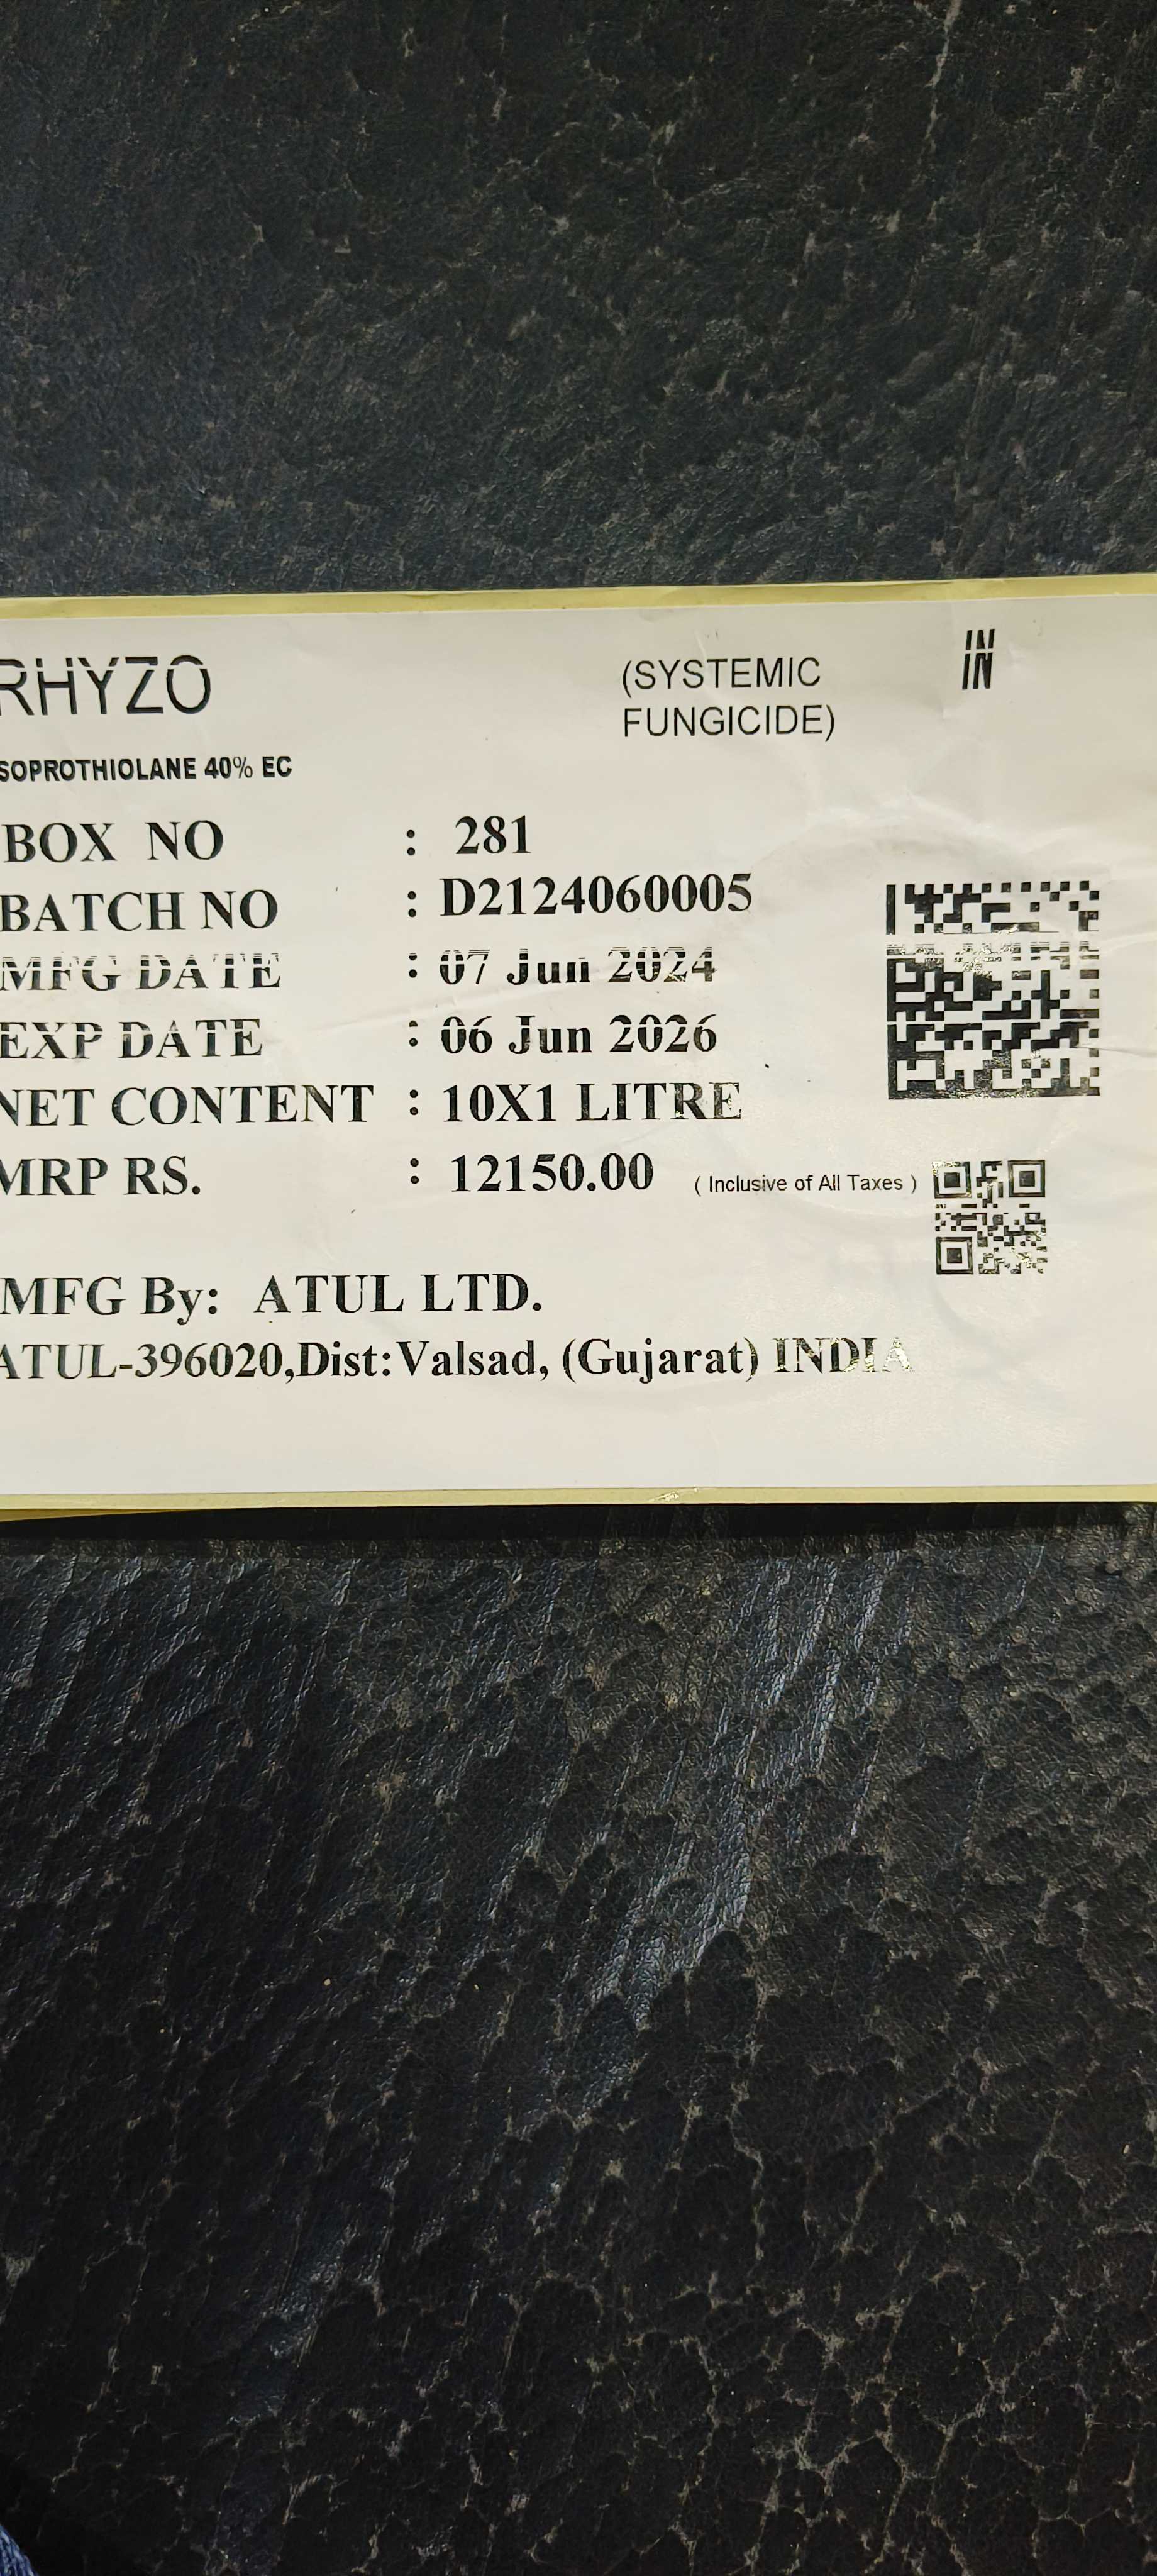 RHYZO (SYSTEMIC FUNGICIDE) IN
SOPROTHIOLANE 40% EC
BOX NO : 281
BATCH NO : D2124060005
MFG DATE : 07 Jun 2024
EXP DATE : 06 Jun 2026
NET CONTENT : 10X1 LITRE
MRP RS. : 12150.00 ( Inclusive of All Taxes )
MFG By: ATUL LTD.
ATUL-396020,Dist:Valsad, (Gujarat) INDIA